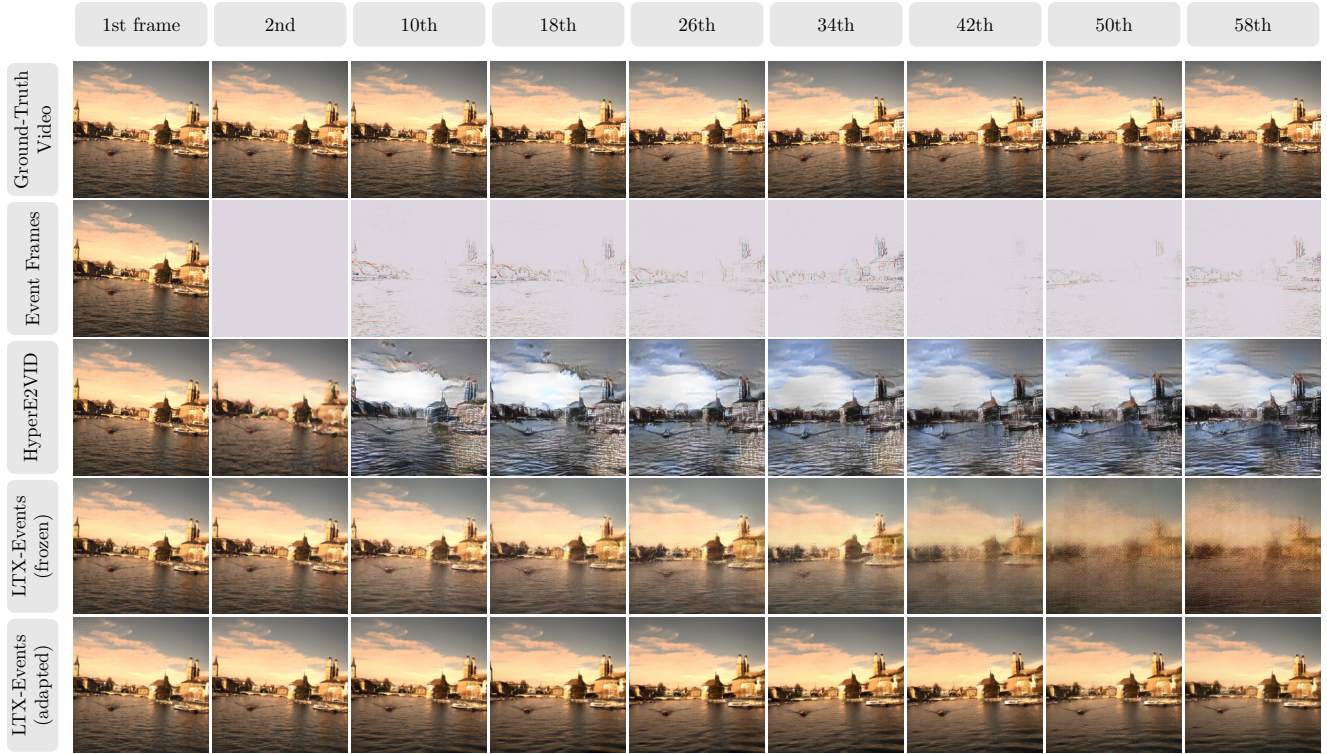 1st frame
2nd
10th
18th
26th
34th
42th
50th
58th
Ground-Truth
Video
Event Frames
HyperE2VID
LTX-Events
(frozen)
LTX-Events
(adapted)